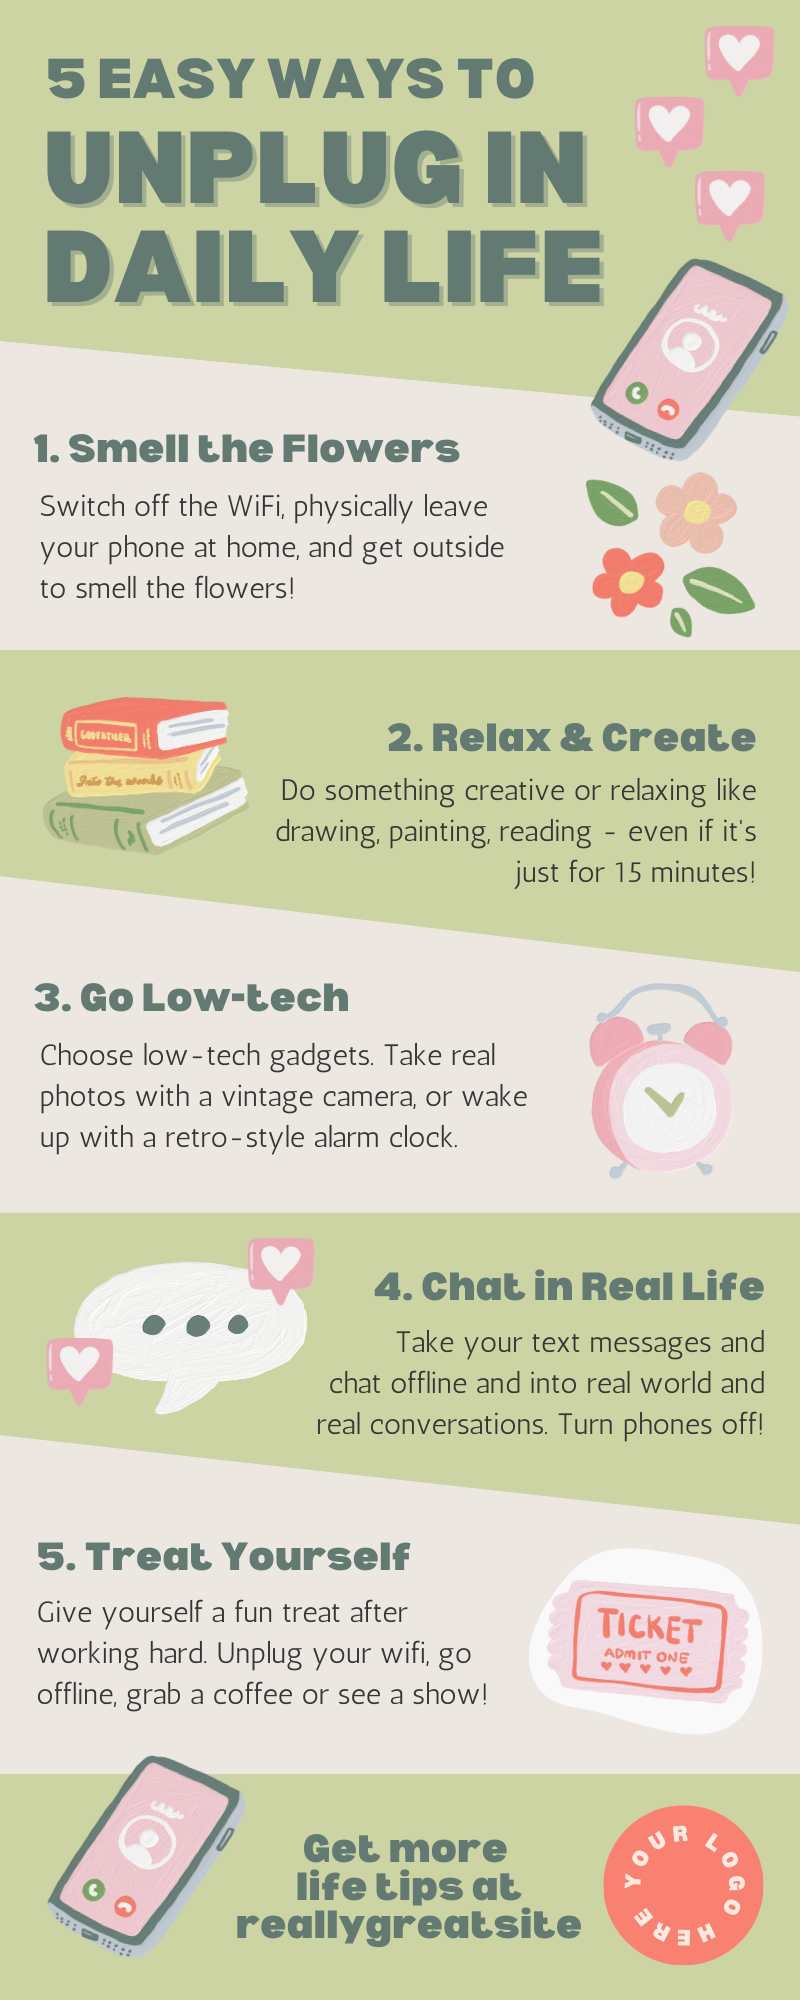 5 EASY WAYS TO
UNPLUG IN
DAILY LIFE
1. Smell the Flowers
Switch off the WiFi, physically leave
your phone at home, and get outside
to smell the flowers!
GODFATHER
Into the woods
2. Relax & Create
Do something creative or relaxing like
drawing, painting, reading - even if it's
just for 15 minutes!
3. Go Low-tech
Choose low-tech gadgets. Take real
photos with a vintage camera, or wake
up with a retro-style alarm clock.
4. Chat in Real Life
Take your text messages and
chat offline and into real world and
real conversations. Turn phones off!
5. Treat Yourself
Give yourself a fun treat after
working hard. Unplug your wifi, go
offline, grab a coffee or see a show!
TICKET
ADMIT ONE
Get more
life tips at
reallygreatsite
YOUR LOGO HERE